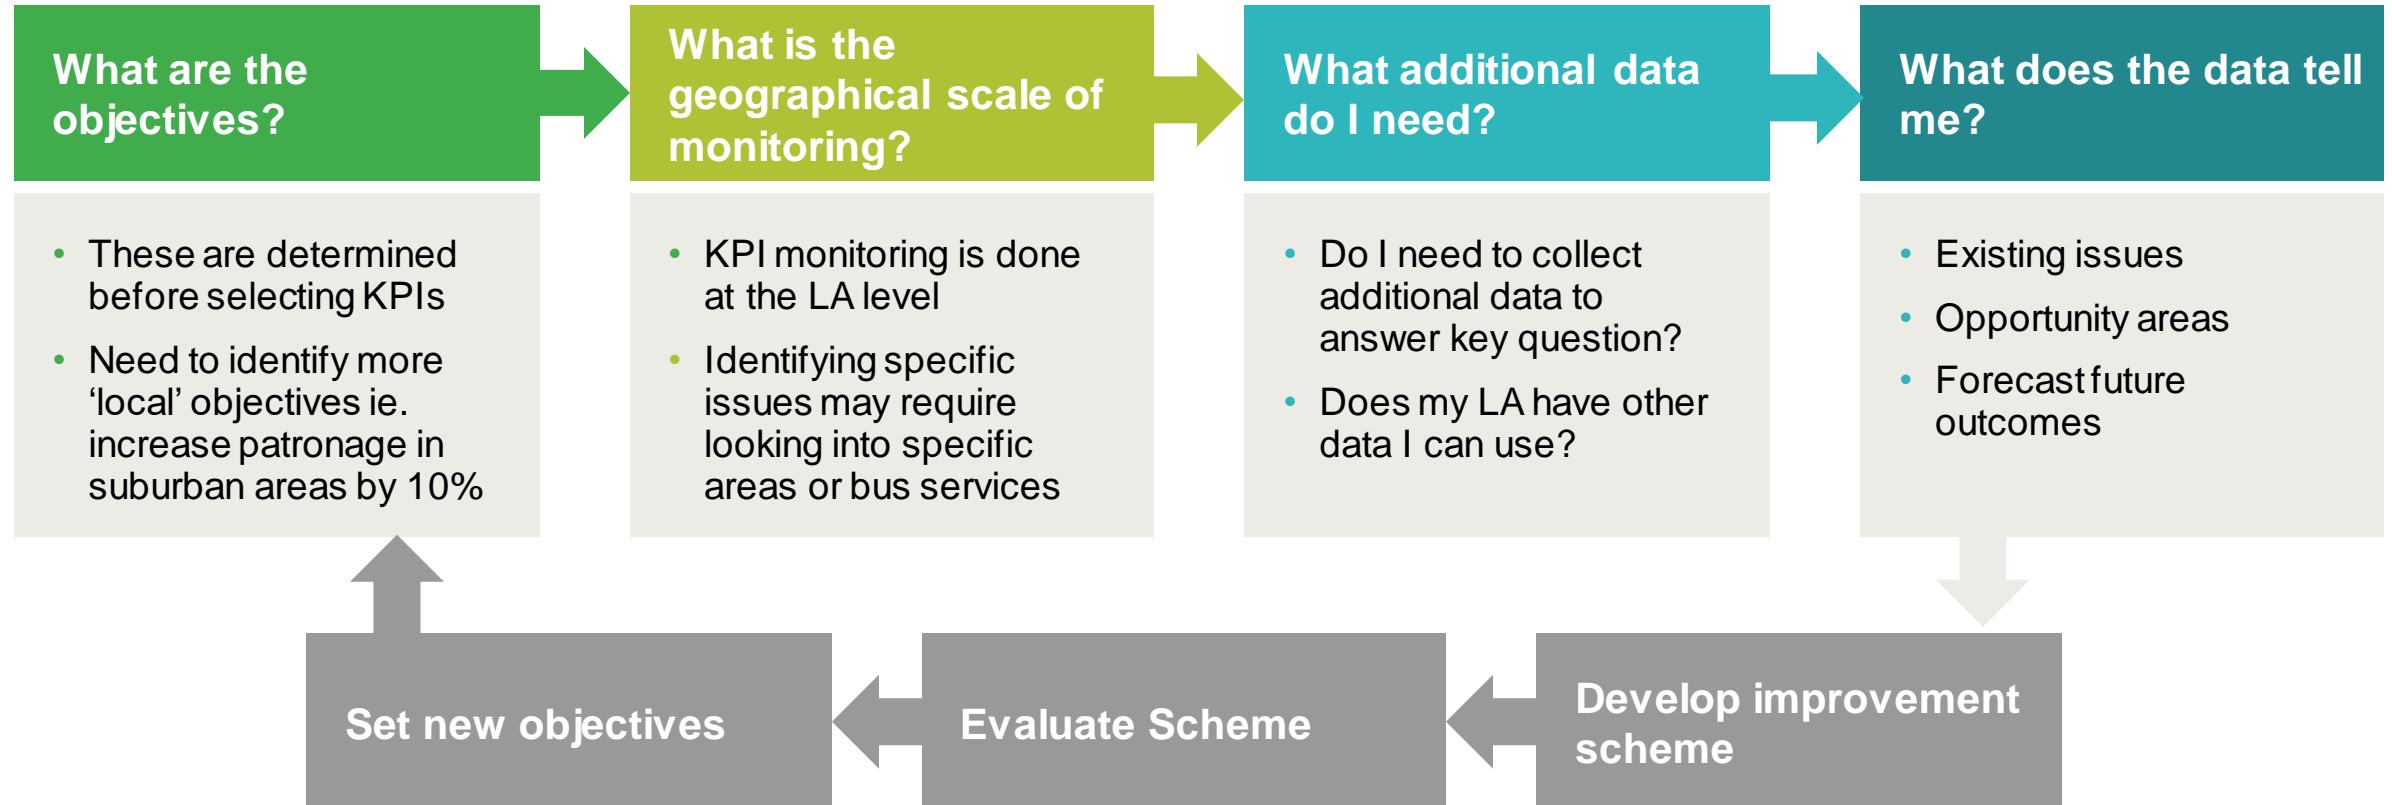 What are the
objectives?
• These are determined
before selecting KPIs
• Need to identify more
‘local’ objectives ie.
increase patronage in
suburban areas by 10%
What is the
geographical scale of
monitoring?
• KPI monitoring is done
at the LA level
• Identifying specific
issues may require
looking into specific
areas or bus services
What additional data
do I need?
• Do I need to collect
additional data to
answer key question?
• Does my LA have other
data I can use?
What does the data tell
me?
• Existing issues
• Opportunity areas
• Forecast future
outcomes
Develop improvement
scheme
Evaluate Scheme
Set new objectives